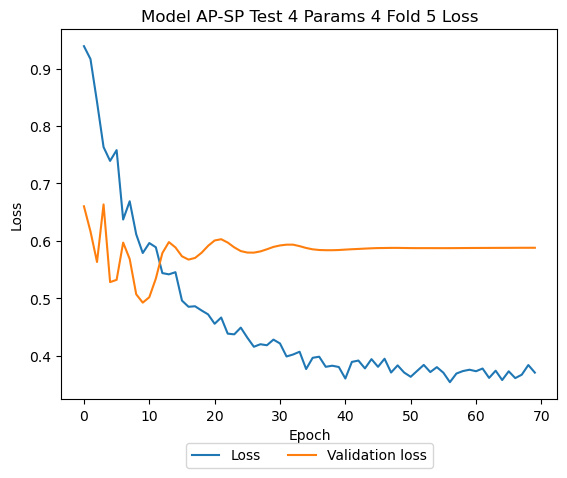 Model AP-SP Test 4 Params 4 Fold 5 Loss
Loss
0.9
0.8
0.7
0.6
0.5
0.4
0 10 20 30 40 50 60 70
Epoch
Loss Validation loss